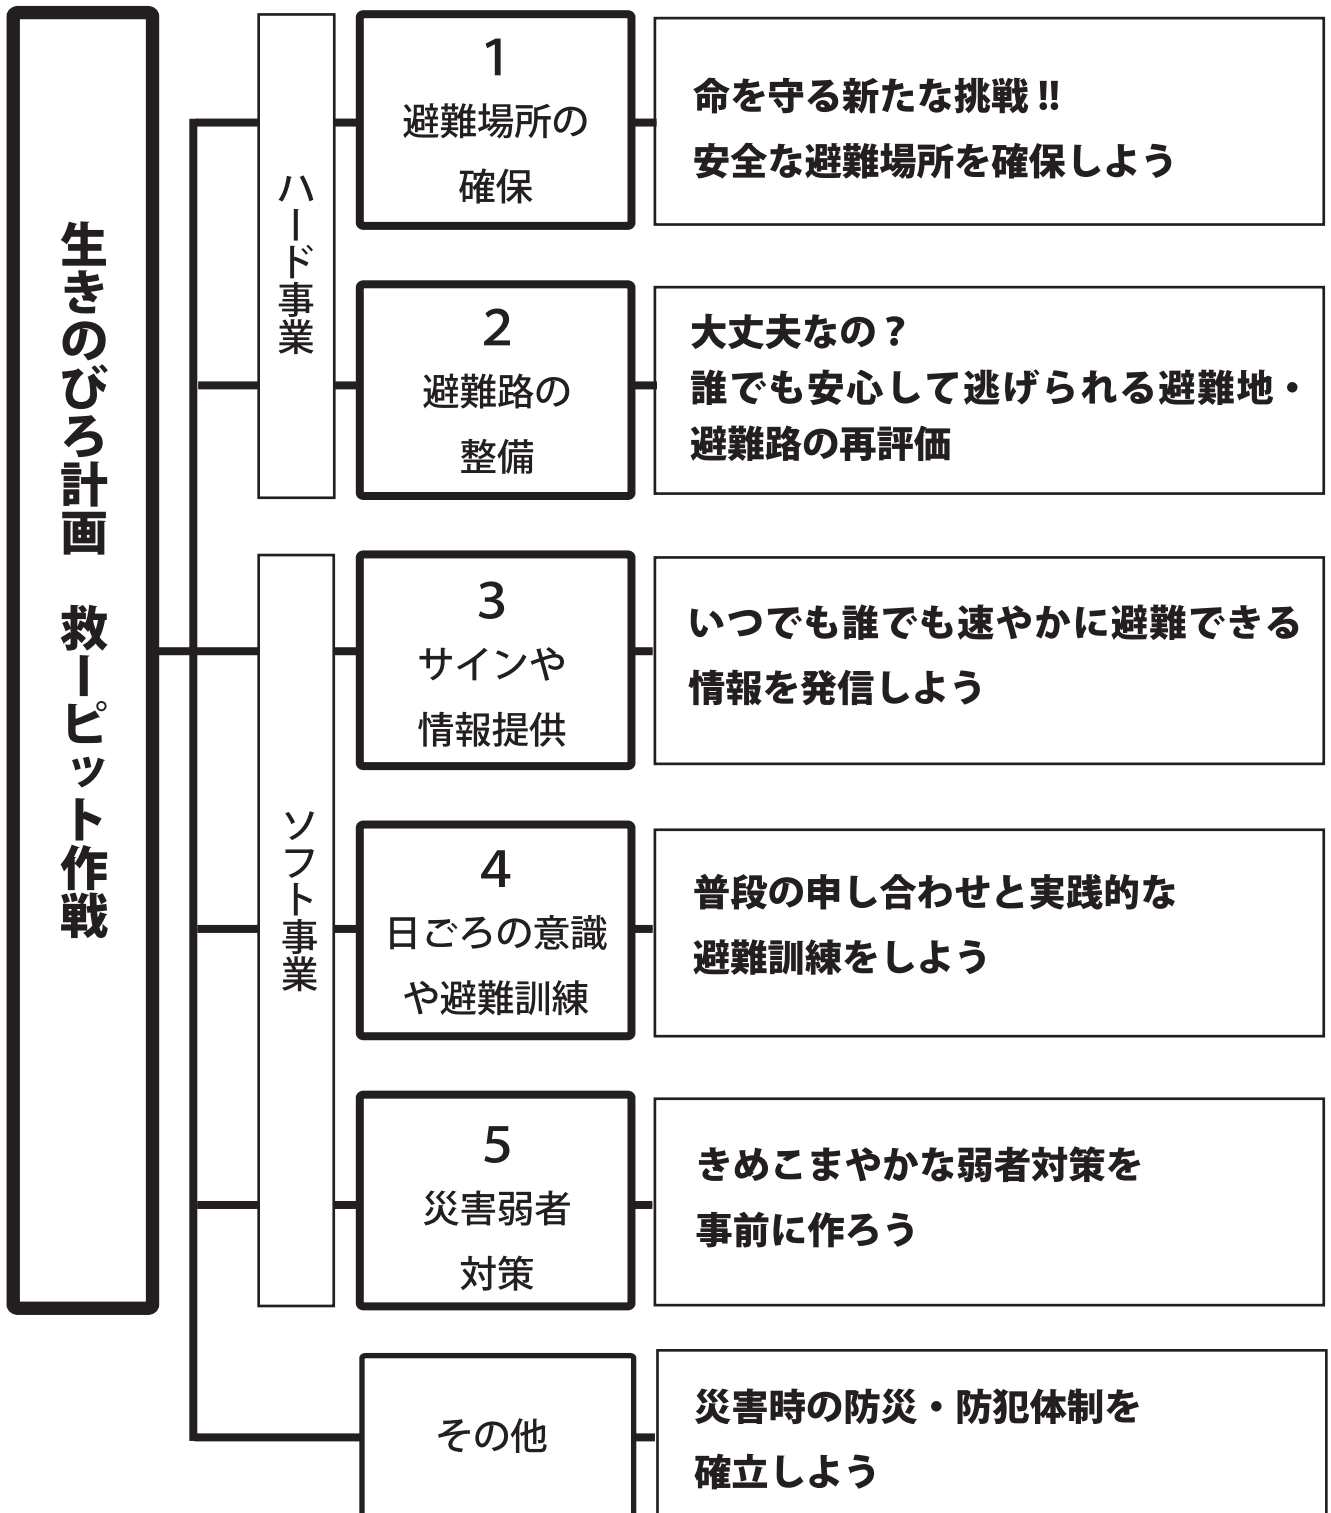 生きのびろ計画　救ーピット作戦
ハード事業
1
避難場所の
確保
命を守る新たな挑戦!!
安全な避難場所を確保しよう
2
避難路の
整備
大丈夫なの？
誰でも安心して逃げられる避難地・
避難路の再評価
ソフト事業
3
サインや
情報提供
いつでも誰でも速やかに避難できる
情報を発信しよう
4
日ごろの意識
や避難訓練
普段の申し合わせと実践的な
避難訓練をしよう
5
災害弱者
対策
きめこまやかな弱者対策を
事前に作ろう
その他
災害時の防災・防犯体制を
確立しよう